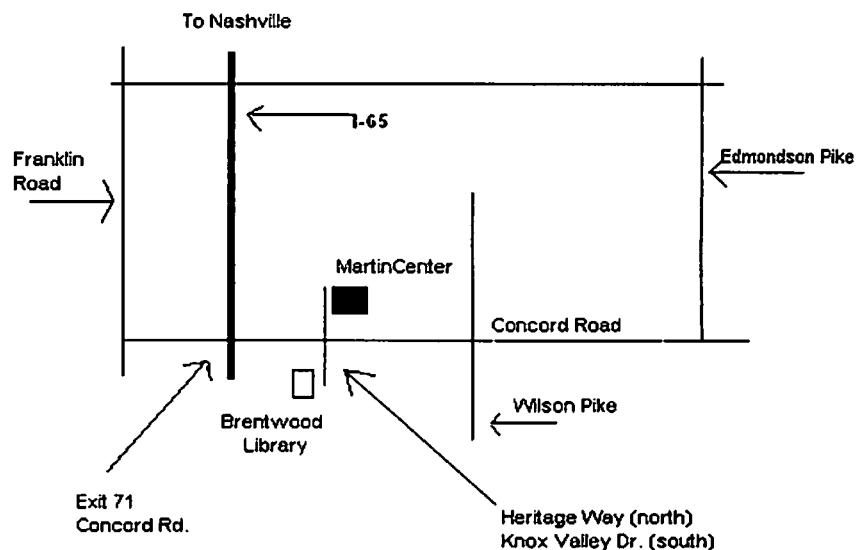 To Nashville
I-65
Franklin
Road
Edmondson Pike
MartinCenter
Concord Road
Wilson Pike
Brentwood
Library
Exit 71
Concord Rd.
Heritage Way (north)
Knox Valley Dr. (south)